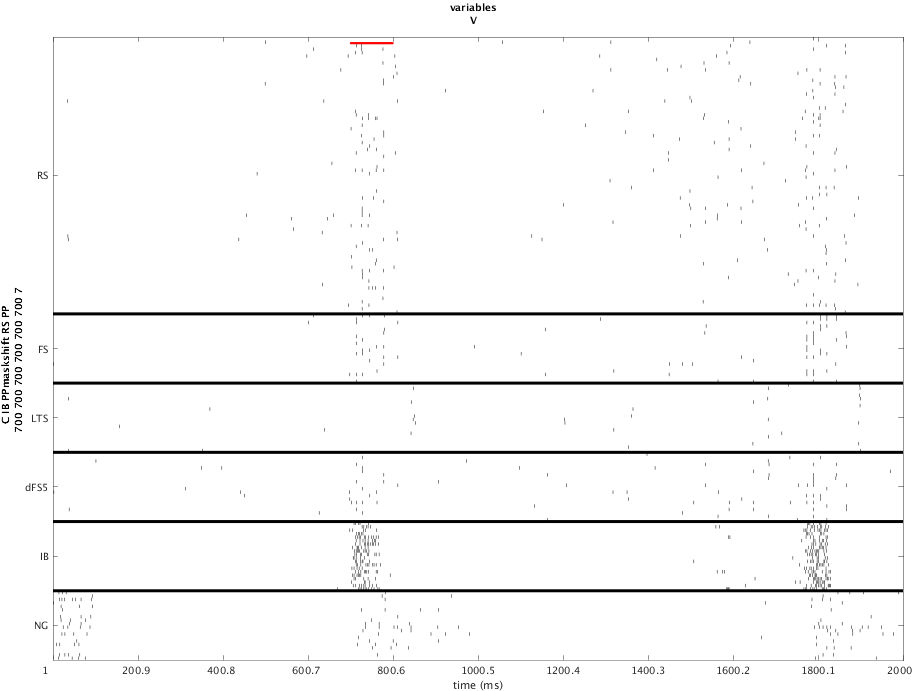 variables
V
C IB PPmaskshift RS PP
700 700 700 700 700 700 7
RS
FS
LTS
dFS5
IB
NG
1
200.9
400.8
600.7
800.6
1000.5
1200.4
1400.3
1600.2
1800.1
2000
time (ms)